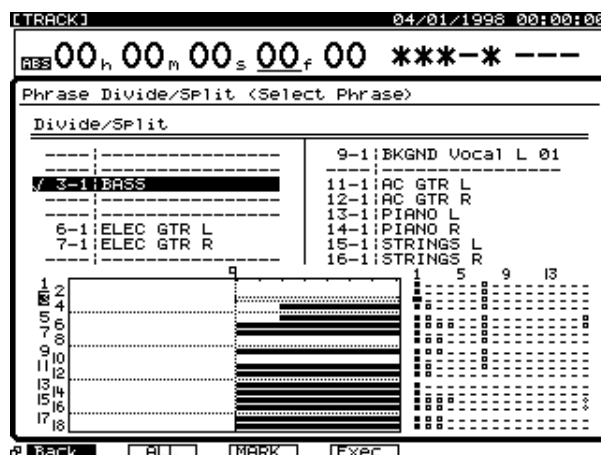 [TRACK] 04/01/1998 00:00:00
ABS 00h 00m 00s 00f 00 ***-* ---
Phrase Divide/Split (Select Phrase)
Divide/Split
9-1 BKGND Vocal L 01
3-1 BASS
11-1 AC GTR L
12-1 AC GTR R
13-1 PIANO L
6-1 ELEC GTR L
14-1 PIANO R
7-1 ELEC GTR R
15-1 STRINGS L
16-1 STRINGS R
1 5 9 13
1 2
3 4
5 6
7 8
9 10
11 12
13 14
15 16
17 18
Back ALL MARK Exec